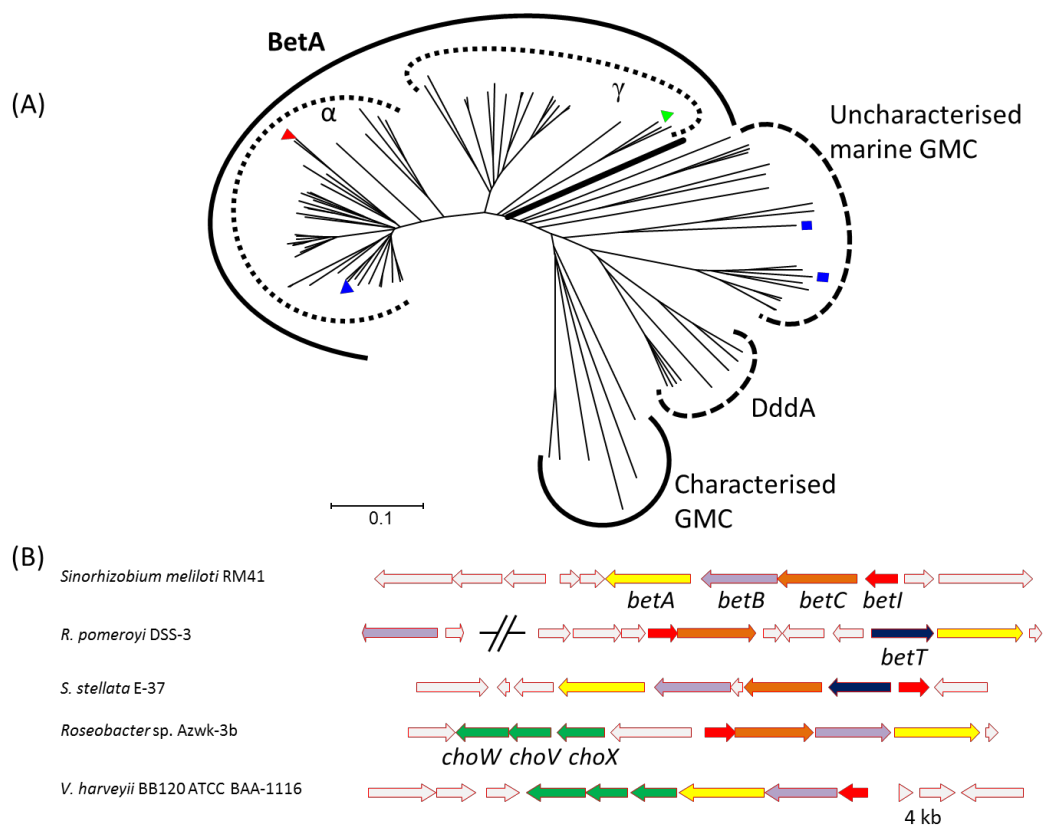 (A)
BetA
α
γ
Uncharacterised
marine GMC
DddA
Characterised
GMC
0.1
(B)
Sinorhizobium meliloti RM41
betA betB betC betI
R. pomeroyi DSS-3
betT
S. stellata E-37
Roseobacter sp. Azwk-3b
choW choV choX
V. harveyii BB120 ATCC BAA-1116
4 kb